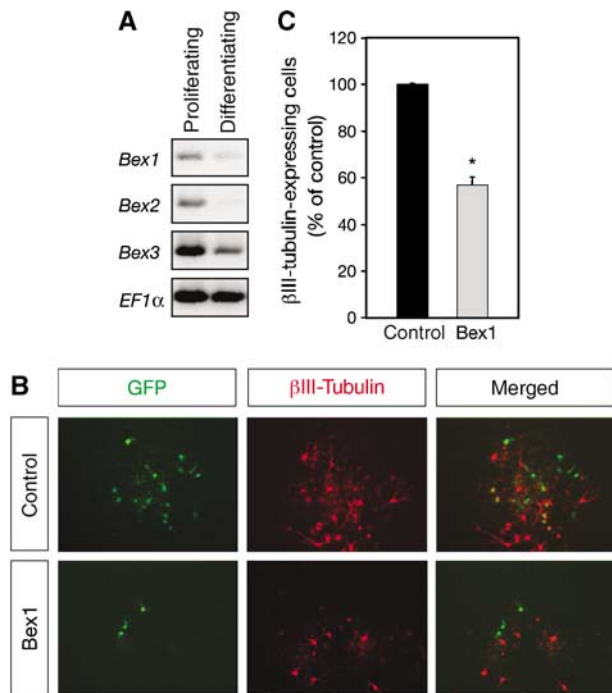 A
Proliferating
Differentiating
Bex1
Bex2
Bex3
EF1α
C
βIII-tubulin-expressing cells
(% of control)
120
100
80
60
40
20
0
*
Control
Bex1
B
GFP
βIII-Tubulin
Merged
Control
Bex1